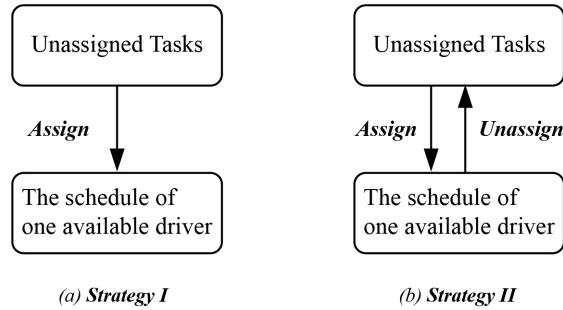 Unassigned Tasks
Assign
The schedule of
one available driver
(a) Strategy I
Unassigned Tasks
Assign
Unassign
The schedule of
one available driver
(b) Strategy II